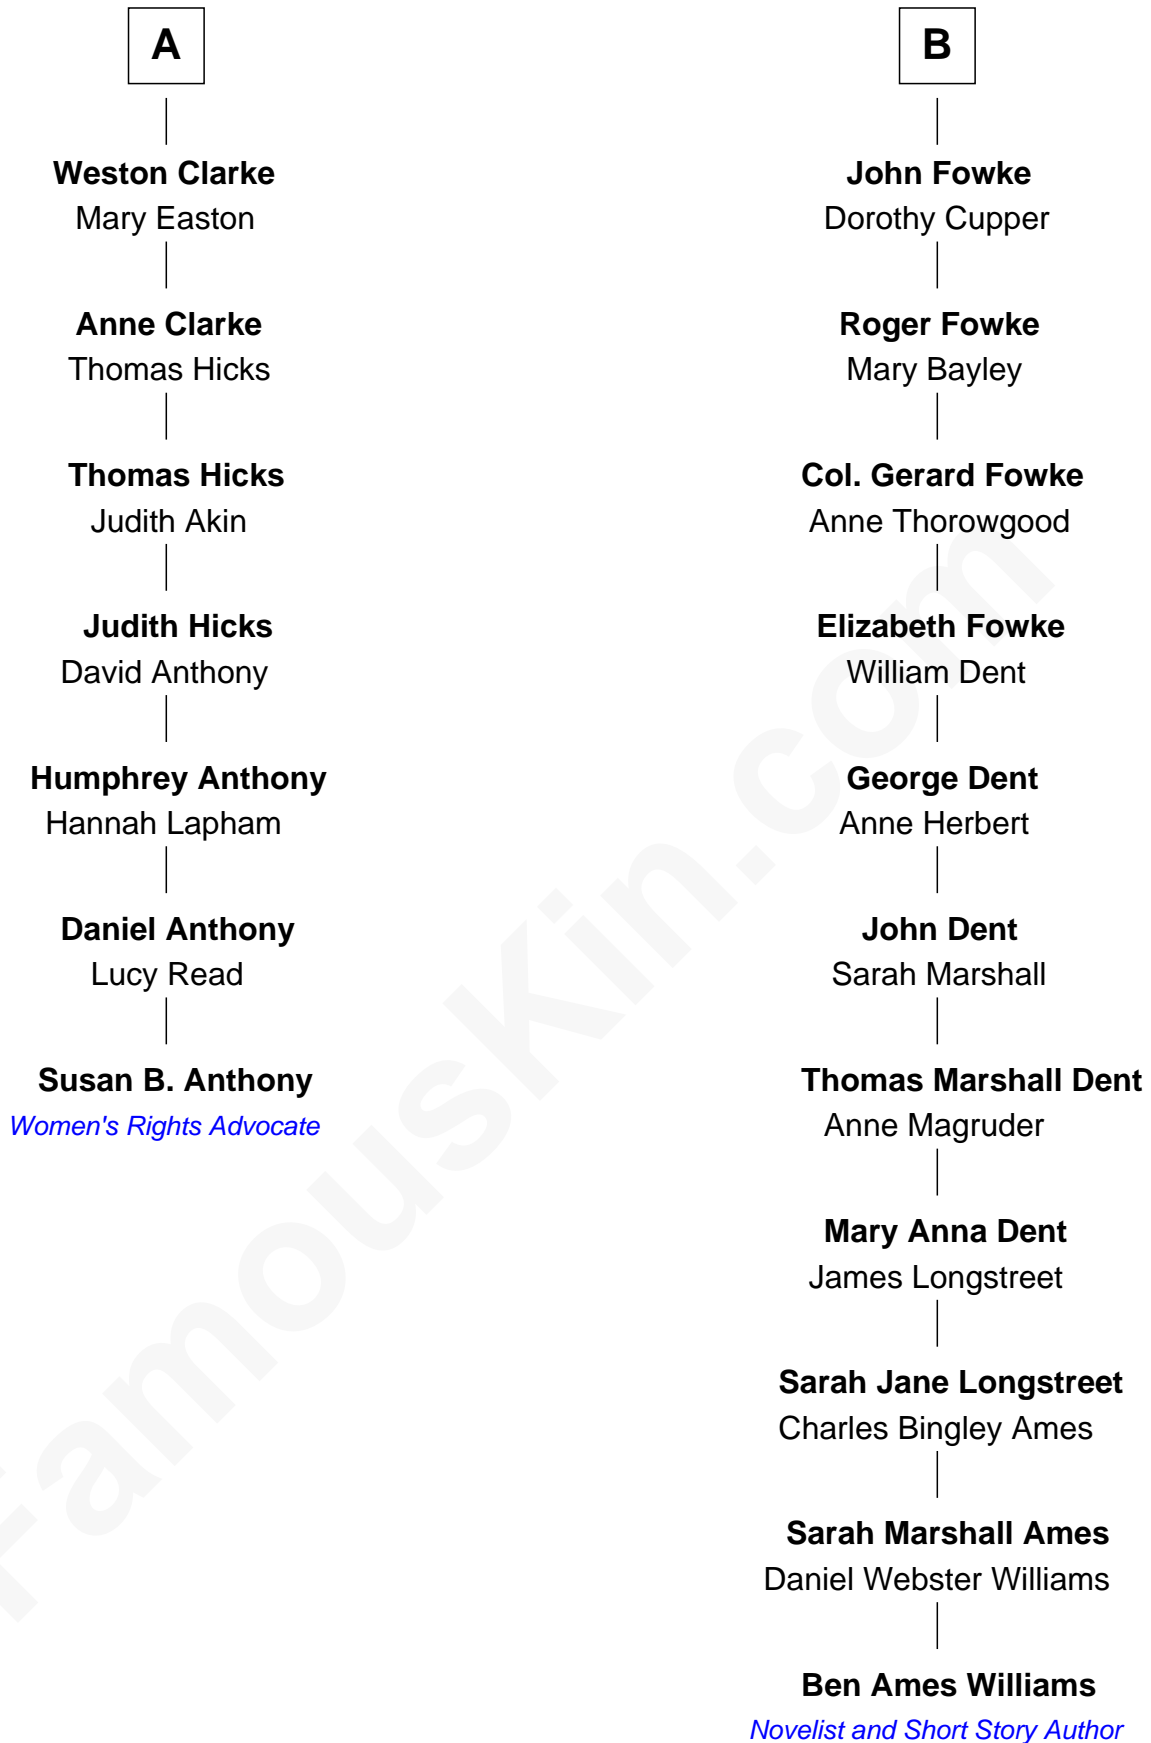 A
Weston Clarke
Mary Easton
Anne Clarke
Thomas Hicks
Thomas Hicks
Judith Akin
Judith Hicks
David Anthony
Humphrey Anthony
Hannah Lapham
Daniel Anthony
Lucy Read
Susan B. Anthony
Women's Rights Advocate
B
John Fowke
Dorothy Cupper
Roger Fowke
Mary Bayley
Col. Gerard Fowke
Anne Thorowgood
Elizabeth Fowke
William Dent
George Dent
Anne Herbert
John Dent
Sarah Marshall
Thomas Marshall Dent
Anne Magruder
Mary Anna Dent
James Longstreet
Sarah Jane Longstreet
Charles Bingley Ames
Sarah Marshall Ames
Daniel Webster Williams
Ben Ames Williams
Novelist and Short Story Author
FamousKin.com